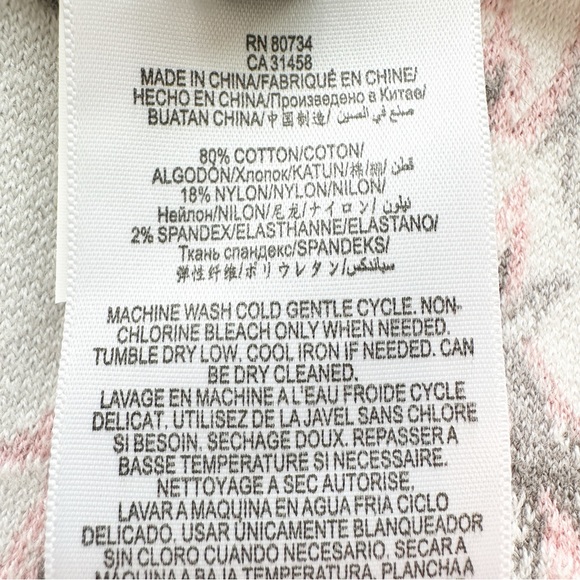 RN 80734
CA 31458
MADE IN CHINA/FABRIQUÉ EN CHINE/
HECHO EN CHINA/Произведено в Китае/
BUATAN CHINA/中国制造/ صنع في الصين
80% COTTON/COTON/
ALGODÓN/Хлопок/KATUN/棉/綿/ قطن
18% NYLON/NYLON/NILON/
Нейлон/NILON/尼龙/ナイロン/ نيلون
2% SPANDEX/ELASTHANNE/ELASTANO/
Ткань спандекс/SPANDEKS/
弹性纤维/ポリウレタン/سباندكس
MACHINE WASH COLD GENTLE CYCLE. NON-
CHLORINE BLEACH ONLY WHEN NEEDED.
TUMBLE DRY LOW. COOL IRON IF NEEDED. CAN
BE DRY CLEANED.
LAVAGE EN MACHINE A L'EAU FROIDE CYCLE
DELICAT. UTILISEZ DE LA JAVEL SANS CHLORE
SI BESOIN. SECHAGE DOUX. REPASSER A
BASSE TEMPERATURE SI NECESSAIRE.
NETTOYAGE A SEC AUTORISE.
LAVAR A MAQUINA EN AGUA FRIA CICLO
DELICADO. USAR ÚNICAMENTE BLANQUEADOR
SIN CLORO CUANDO NECESARIO. SECAR A
MAQUINA A BAJA TEMPERATURA. PLANCHA A